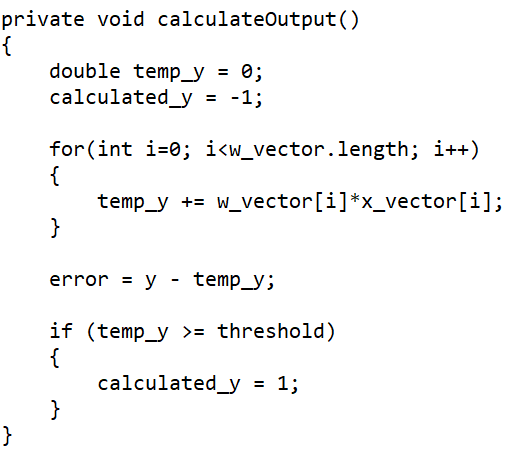 private void calculateOutput()
{
    double temp_y = 0;
    calculated_y = -1;

    for(int i=0; i<w_vector.length; i++)
    {
        temp_y += w_vector[i]*x_vector[i];
    }

    error = y - temp_y;

    if (temp_y >= threshold)
    {
        calculated_y = 1;
    }
}